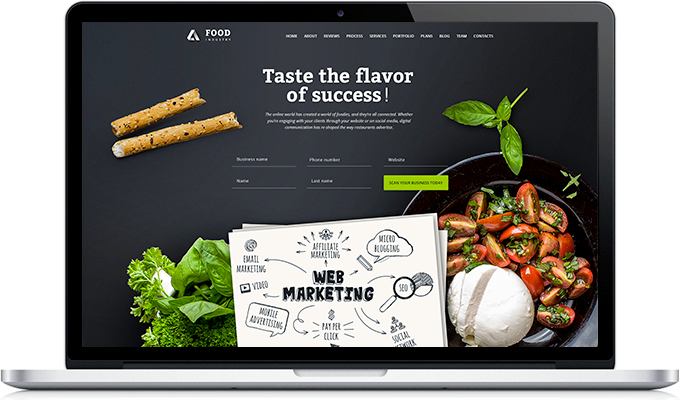 FOOD
INDUSTRY
HOME ABOUT REVIEWS PROCESS SERVICES PORTFOLIO PLANS BLOG TEAM CONTACTS
Taste the flavor
of success!
The online world has created a world of foodies, and they're all connected. Whether
you're engaging with your clients through your website or on social media, digital
communication has re-shaped the way restaurants advertise.
Business name Phone number Website
Name Last name SCAN YOUR BUSINESS TODAY
AFFILIATE
MARKETING
MICRO
BLOGGING
EMAIL
MARKETING
WEB
MARKETING
VIDEO
SEO
MOBILE
ADVERTISING
PAY PER
CLICK
SOCIAL
NETWORK